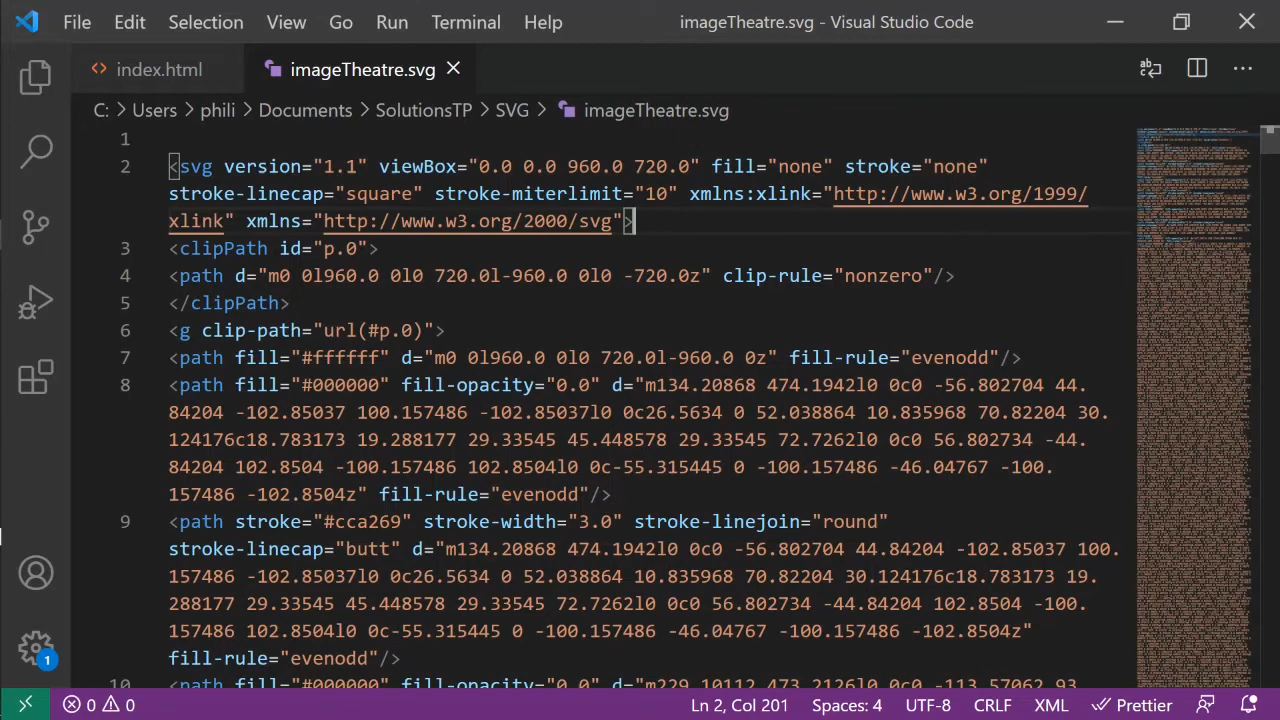 File Edit Selection View Go Run Terminal Help imageTheatre.svg - Visual Studio Code
index.html imageTheatre.svg
C: > Users > phili > Documents > SolutionsTP > SVG > imageTheatre.svg
1
2 <svg version="1.1" viewBox="0.0 0.0 960.0 720.0" fill="none" stroke="none"
stroke-linecap="square" stroke-miterlimit="10" xmlns:xlink="http://www.w3.org/1999/
xlink" xmlns="http://www.w3.org/2000/svg">
3 <clipPath id="p.0">
4 <path d="m0 0l960.0 0l0 720.0l-960.0 0l0 -720.0z" clip-rule="nonzero"/>
5 </clipPath>
6 <g clip-path="url(#p.0)">
7 <path fill="#ffffff" d="m0 0l960.0 0l0 720.0l-960.0 0z" fill-rule="evenodd"/>
8 <path fill="#000000" fill-opacity="0.0" d="m134.20868 474.1942l0 0c0 -56.802704 44.
84204 -102.85037 100.157486 -102.85037l0 0c26.5634 0 52.038864 10.835968 70.82204 30.
124176c18.783173 19.288177 29.33545 45.448578 29.33545 72.7262l0 0c0 56.802734 -44.
84204 102.8504 -100.157486 102.8504l0 0c-55.315445 0 -100.157486 -46.04767 -100.
157486 -102.8504z" fill-rule="evenodd"/>
9 <path stroke="#cca269" stroke-width="3.0" stroke-linejoin="round"
stroke-linecap="butt" d="m134.20868 474.1942l0 0c0 -56.802704 44.84204 -102.85037 100.
157486 -102.85037l0 0c26.5634 0 52.038864 10.835968 70.82204 30.124176c18.783173 19.
288177 29.33545 45.448578 29.33545 72.7262l0 0c0 56.802734 -44.84204 102.8504 -100.
157486 102.8504l0 0c-55.315445 0 -100.157486 -46.04767 -100.157486 -102.8504z"
fill-rule="evenodd"/>
10 <path fill="#000000" fill-opacity="0.0"
1
0 0 Ln 2, Col 201 Spaces: 4 UTF-8 CRLF XML Prettier